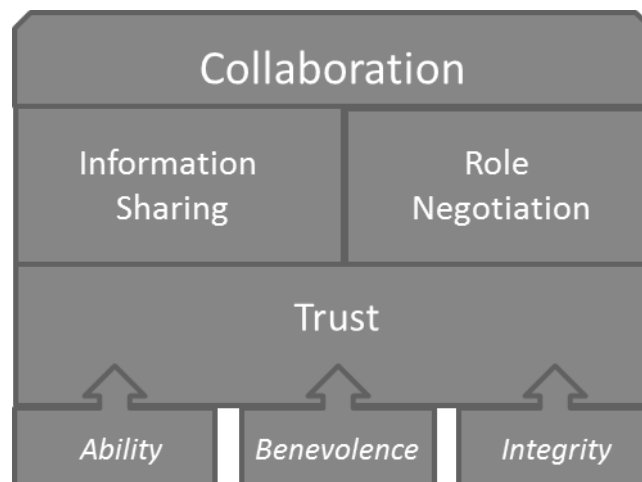 Collaboration
Information
Sharing
Role
Negotiation
Trust
Ability
Benevolence
Integrity